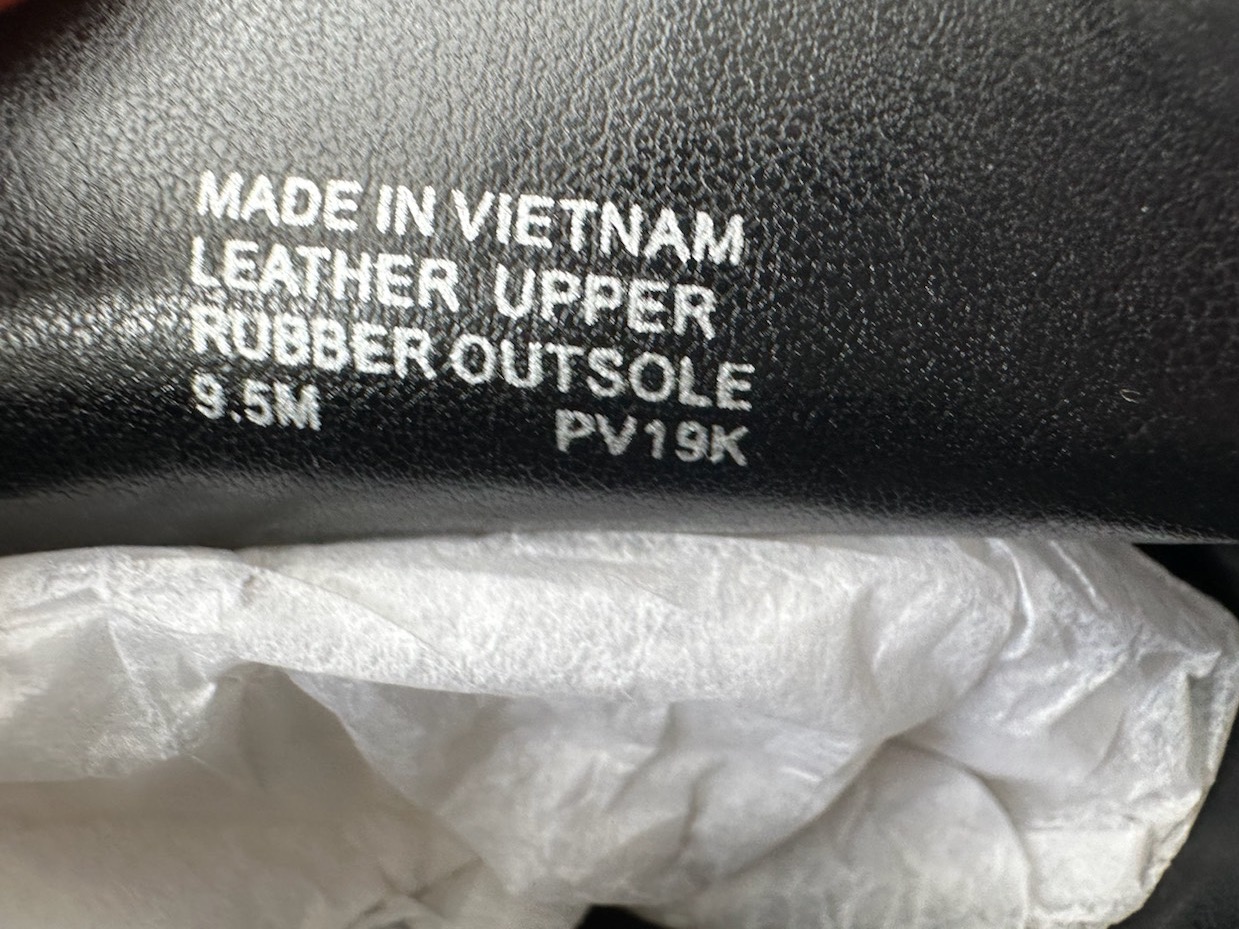 MADE IN VIETNAM
LEATHER UPPER
RUBBER OUTSOLE
9.5M PV19K